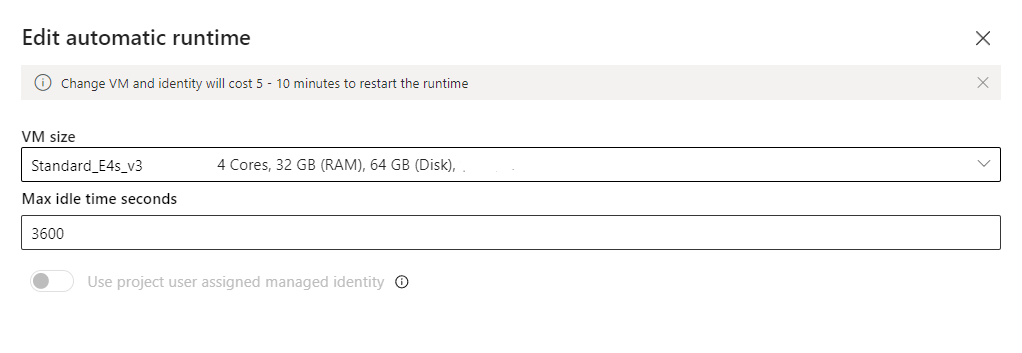 Edit automatic runtime
Change VM and identity will cost 5 - 10 minutes to restart the runtime
VM size
Standard_E4s_v3 4 Cores, 32 GB (RAM), 64 GB (Disk),
Max idle time seconds
3600
Use project user assigned managed identity